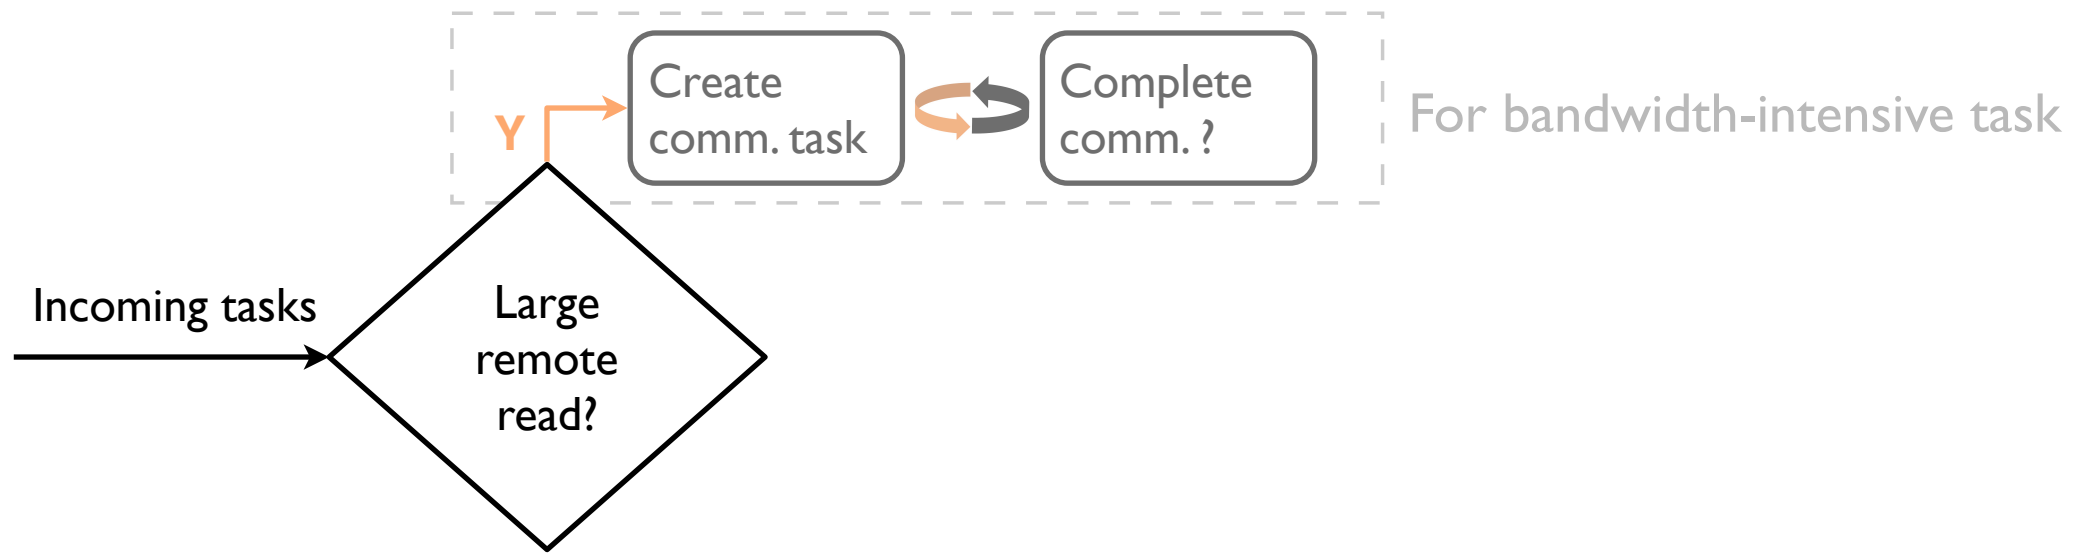 Create
comm. task
Complete
comm. ?
For bandwidth-intensive task
Y
Incoming tasks
Large
remote
read?